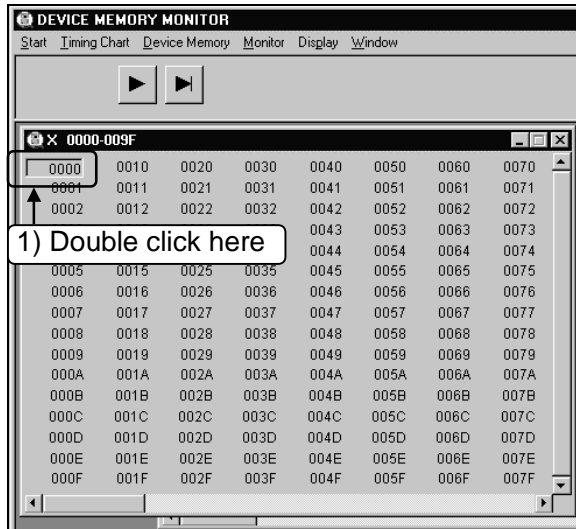 DEVICE MEMORY MONITOR
Start Timing Chart Device Memory Monitor Display Window
X 0000-009F
0000 0010 0020 0030 0040 0050 0060 0070
0001 0011 0021 0031 0041 0051 0061 0071
0002 0012 0022 0032 0042 0052 0062 0072
0043 0053 0063 0073
1) Double click here
0044 0054 0064 0074
0005 0015 0025 0035 0045 0055 0065 0075
0006 0016 0026 0036 0046 0056 0066 0076
0007 0017 0027 0037 0047 0057 0067 0077
0008 0018 0028 0038 0048 0058 0068 0078
0009 0019 0029 0039 0049 0059 0069 0079
000A 001A 002A 003A 004A 005A 006A 007A
000B 001B 002B 003B 004B 005B 006B 007B
000C 001C 002C 003C 004C 005C 006C 007C
000D 001D 002D 003D 004D 005D 006D 007D
000E 001E 002E 003E 004E 005E 006E 007E
000F 001F 002F 003F 004F 005F 006F 007F